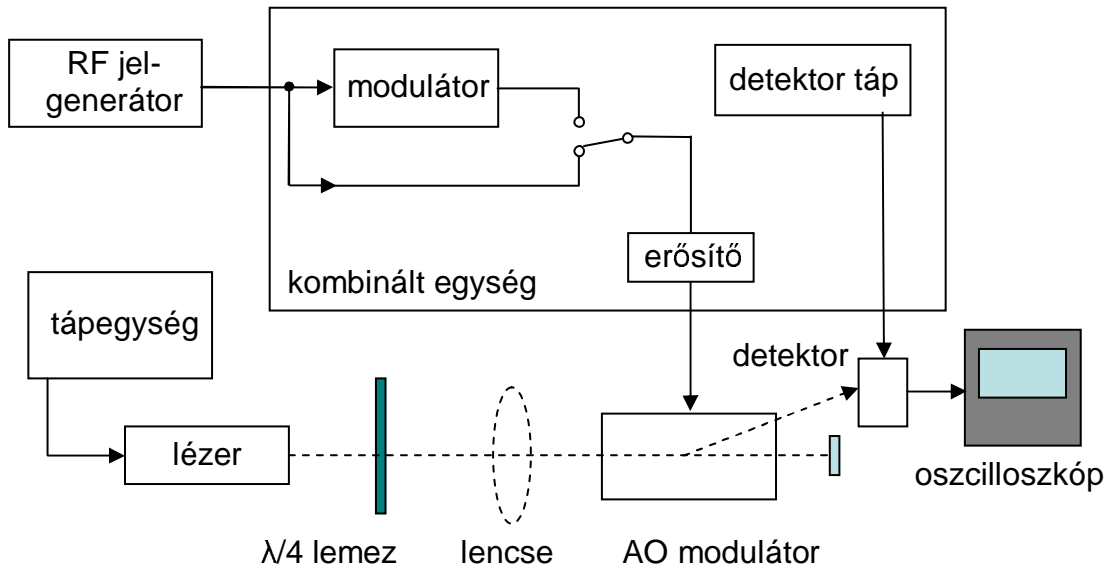 RF jel-
generátor
modulátor
detektor táp
erősítő
kombinált egység
tápegység
detektor
lézer
oszcilloszkóp
λ/4 lemez
lencse
AO modulátor